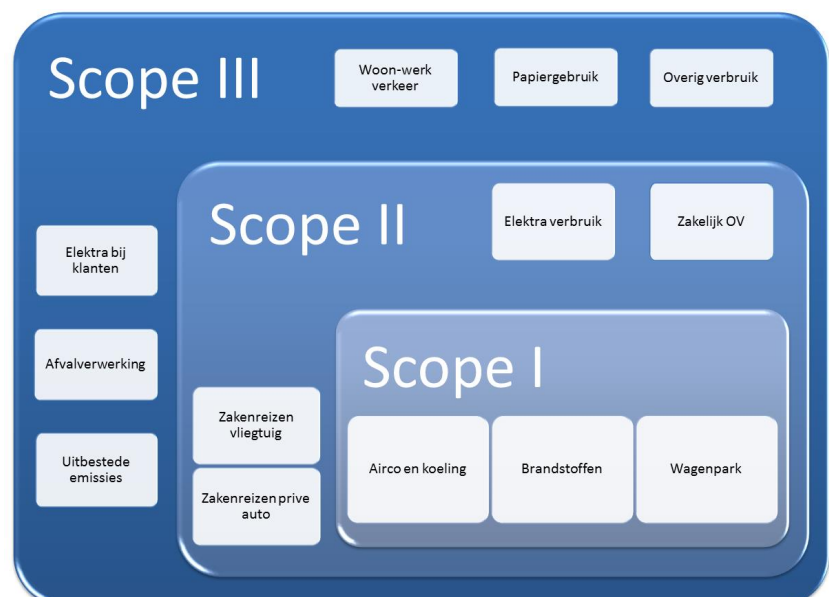 Scope III
Woon-werk
verkeer
Papiergebruik
Overig verbruik
Scope II
Elektra verbruik
Zakelijk OV
Elektra bij
klanten
Scope I
Afvalverwerking
Zakenreizen
vliegtuig
Airco en koeling
Brandstoffen
Wagenpark
Uitbestede
emissies
Zakenreizen prive
auto